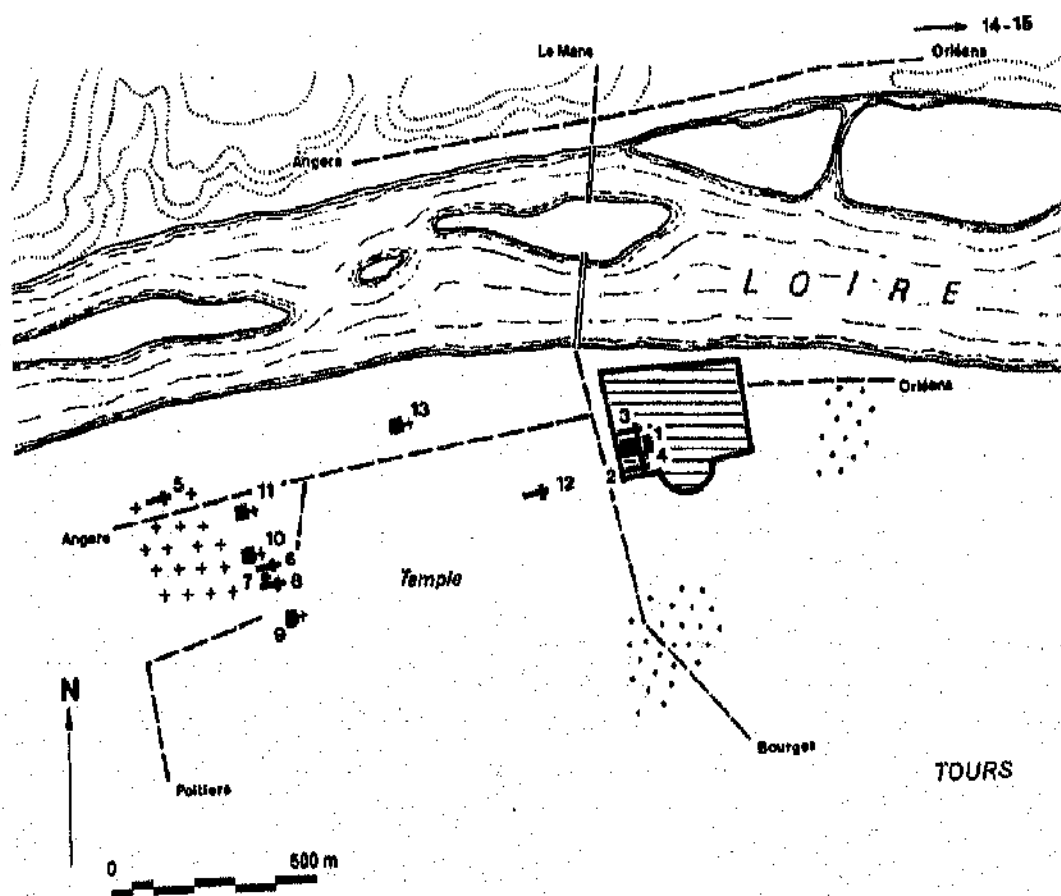 14-15
Le Mans
Orléans
Angers
LOIRE
Orléans
13
3
1
4
2
5
11
12
Angers
10
6
7
8
Temple
9
N
Bourges
TOURS
Poitiers
0 500 m